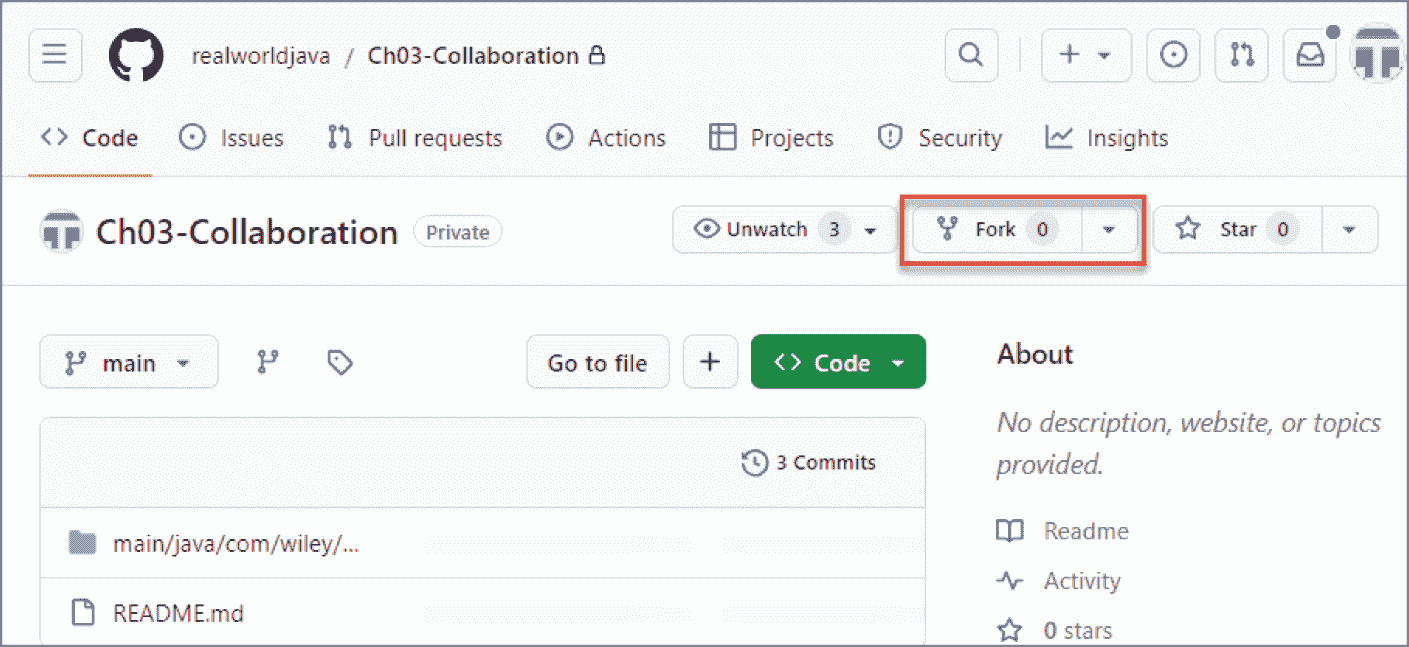 realworldjava / Ch03-Collaboration
Code Issues Pull requests Actions Projects Security Insights
Ch03-Collaboration Private Unwatch 3 Fork 0 Star 0
main Go to file + Code
About
No description, website, or topics
provided.
3 Commits
main/java/com/wiley/...
README.md
Readme
Activity
0 stars